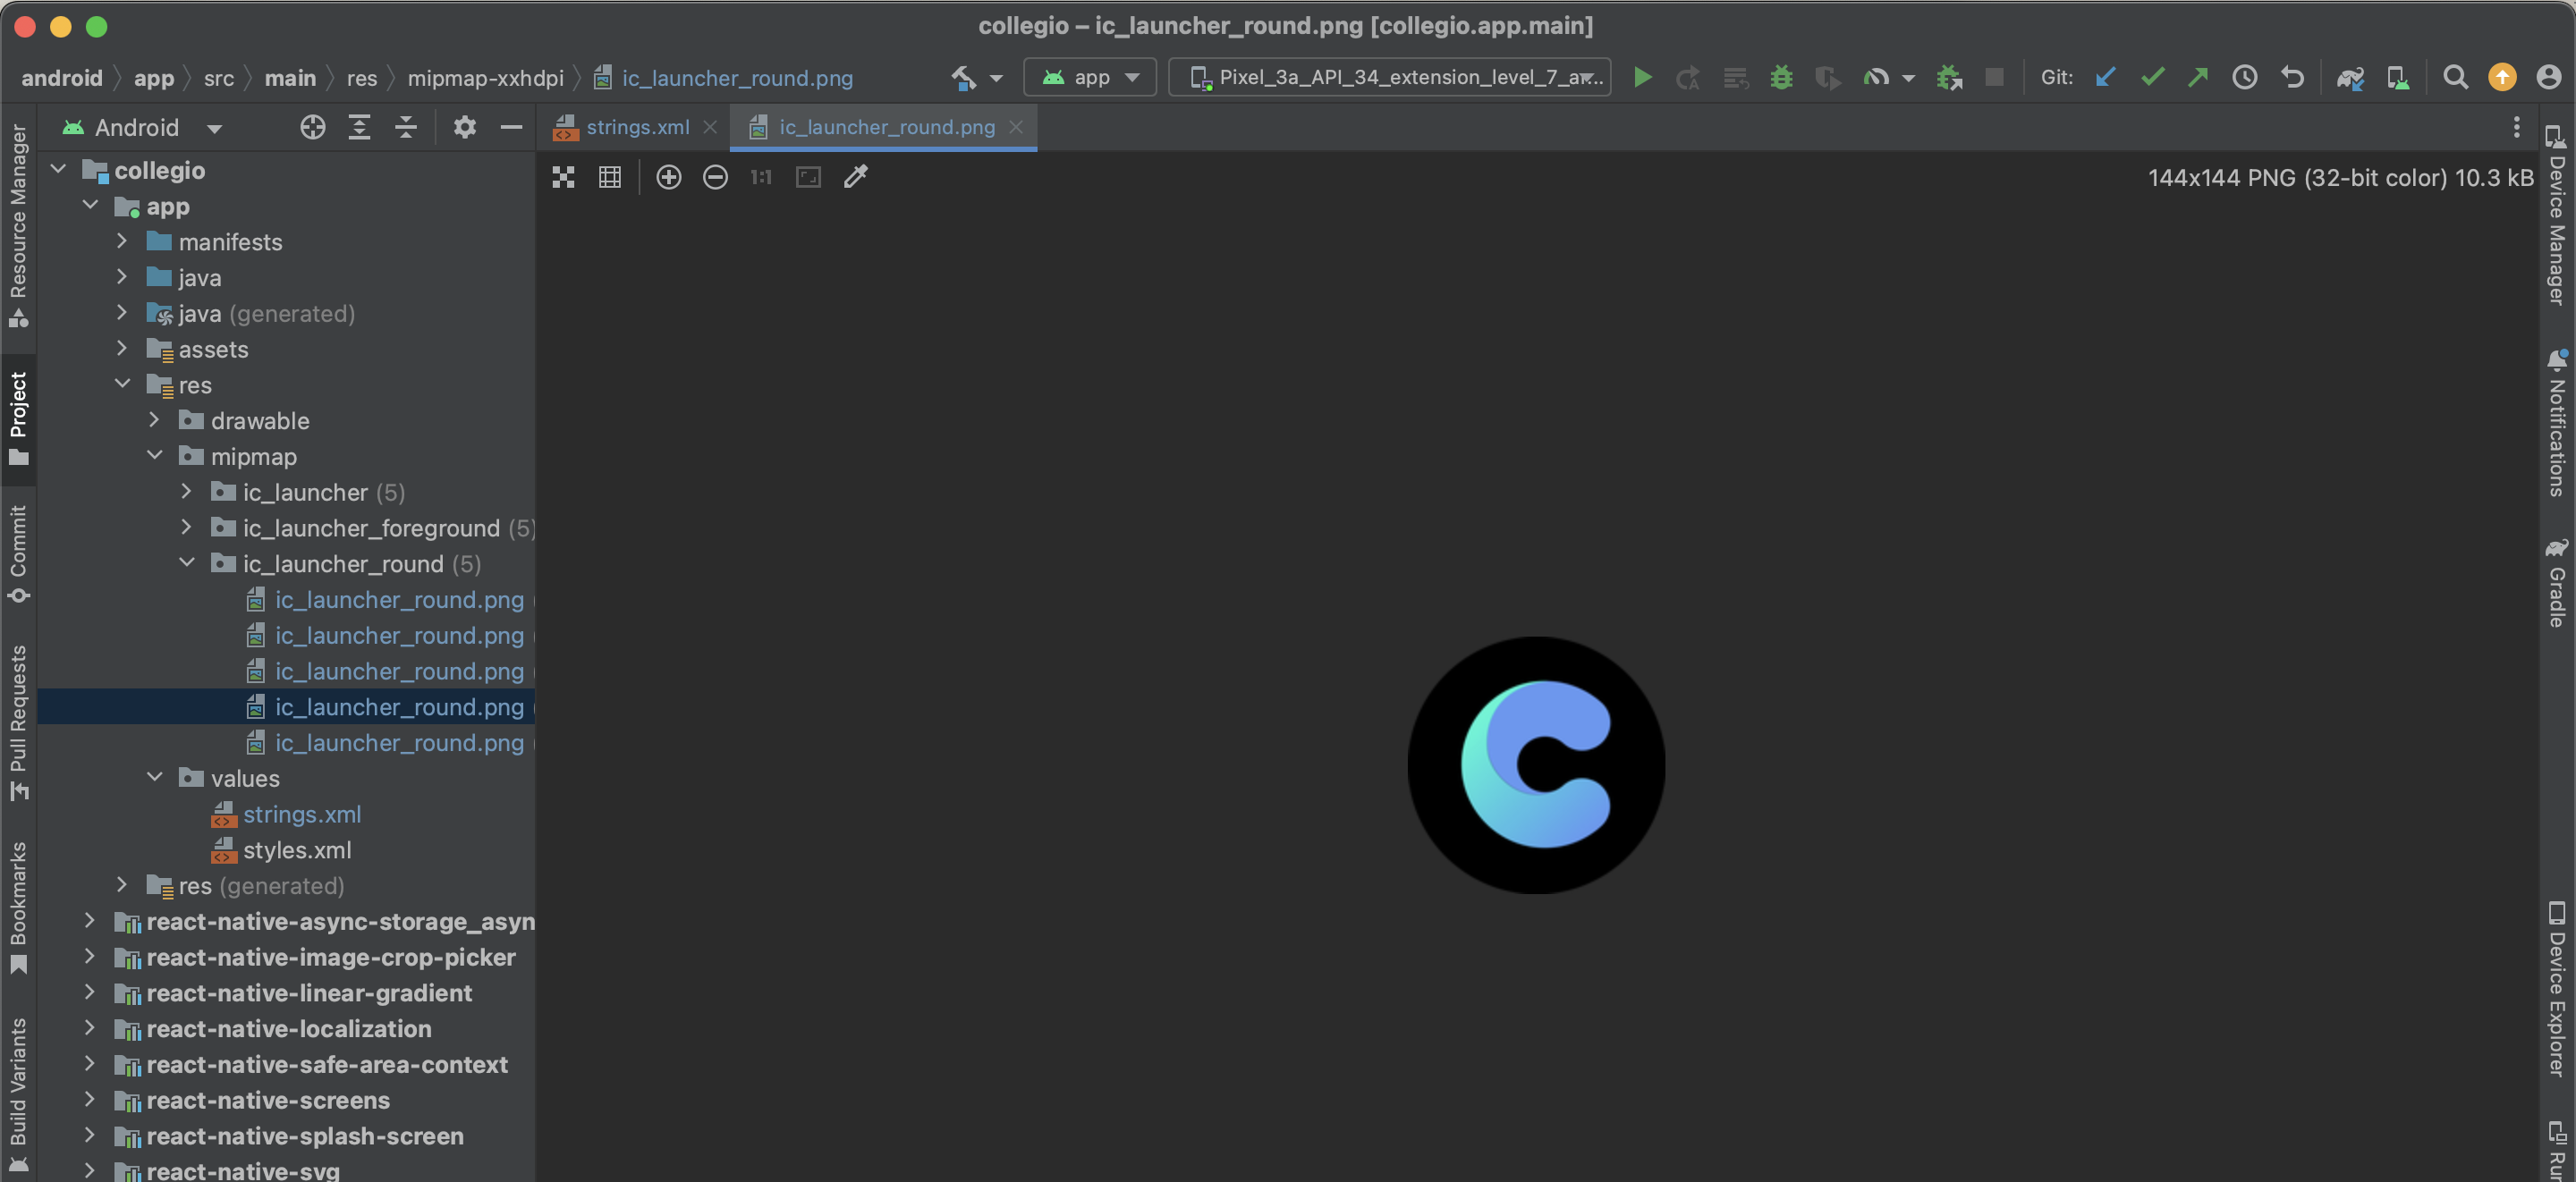 collegio – ic_launcher_round.png [collegio.app.main]
android app src main res mipmap-xxhdpi ic_launcher_round.png
app
Pixel_3a_API_34_extension_level_7_ar...
Git:
Android
strings.xml
ic_launcher_round.png
144x144 PNG (32-bit color) 10.3 kB
collegio
app
manifests
java
java (generated)
assets
res
drawable
mipmap
ic_launcher (5)
ic_launcher_foreground (5)
ic_launcher_round (5)
ic_launcher_round.png
ic_launcher_round.png
ic_launcher_round.png
ic_launcher_round.png
ic_launcher_round.png
values
strings.xml
styles.xml
res (generated)
react-native-async-storage_asyn
react-native-image-crop-picker
react-native-linear-gradient
react-native-localization
react-native-safe-area-context
react-native-screens
react-native-splash-screen
react-native-svg
Resource Manager
Project
Commit
Pull Requests
Bookmarks
Build Variants
1:1
Device Manager
Notifications
Gradle
Device Explorer